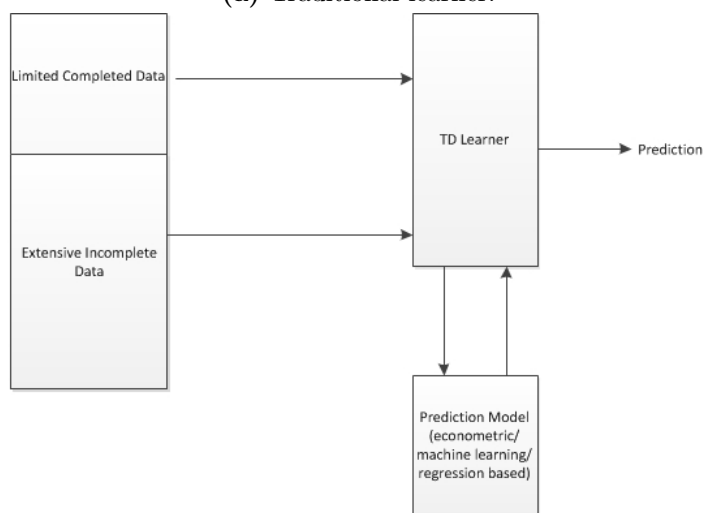 Limited Completed Data
TD Learner
Prediction
Extensive Incomplete
Data
Prediction Model
(econometric/
machine learning/
regression based)